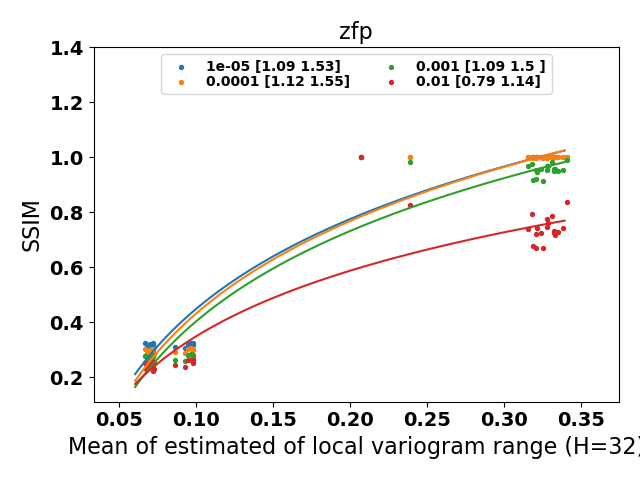 zfp
1e-05 [1.09 1.53]
0.0001 [1.12 1.55]
0.001 [1.09 1.5 ]
0.01 [0.79 1.14]
SSIM
1.4
1.2
1.0
0.8
0.6
0.4
0.2
0.05 0.10 0.15 0.20 0.25 0.30 0.35
Mean of estimated of local variogram range (H=32)